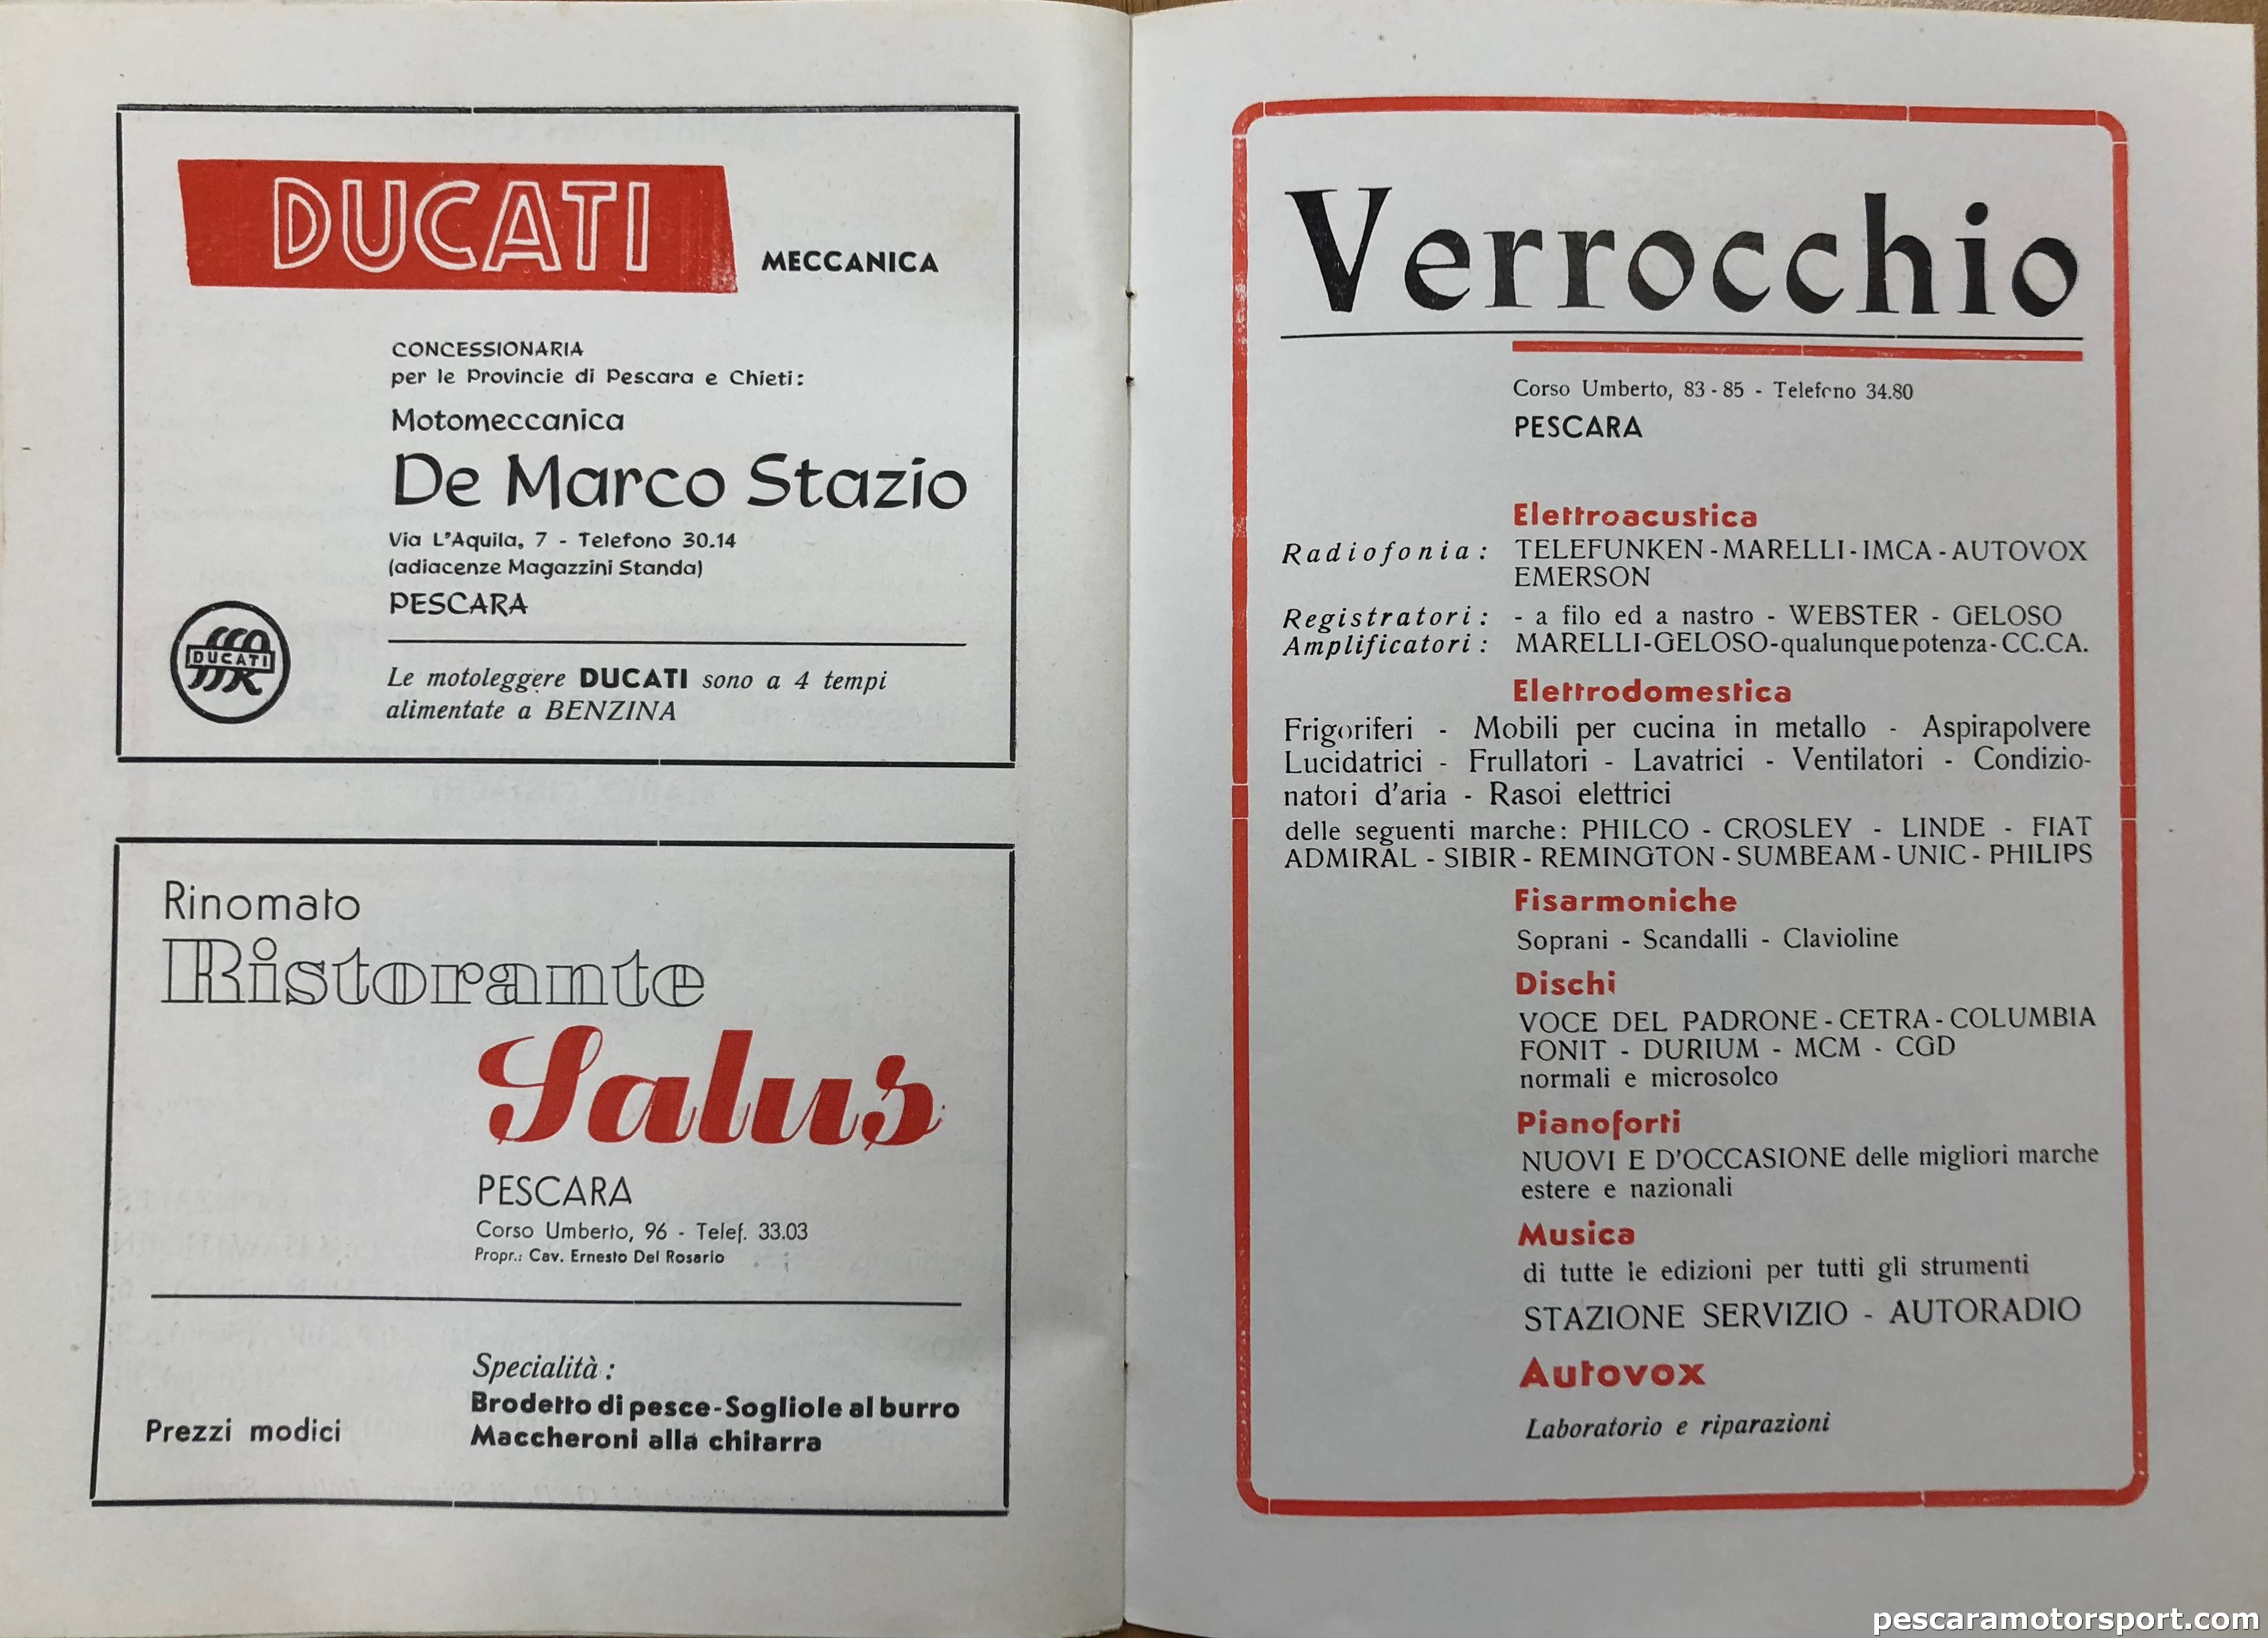 DUCATI
MECCANICA
CONCESSIONARIA
per le Provincie di Pescara e Chieti:
Motomeccanica
De Marco Stazio
Via L'Aquila, 7 - Telefono 30.14
(adiacenze Magazzini Standa)
PESCARA
DUCATI
Le motoleggere DUCATI sono a 4 tempi
alimentate a BENZINA
Rinomato
Ristorante
Salus
PESCARA
Corso Umberto, 96 - Telef. 33.03
Propr.: Cav. Ernesto Del Rosario
Specialità :
Brodetto di pesce-Sogliole al burro
Maccheroni alla chitarra
Prezzi modici
Verrocchio
Corso Umberto, 83 - 85 - Telefono 34.80
PESCARA
Elettroacustica
Radiofonia: TELEFUNKEN - MARELLI - IMCA - AUTOVOX
EMERSON
Registratori: - a filo ed a nastro - WEBSTER - GELOSO
Amplificatori: MARELLI-GELOSO-qualunque potenza - CC.CA.
Elettrodomestica
Frigoriferi - Mobili per cucina in metallo - Aspirapolvere
Lucidatrici - Frullatori - Lavatrici - Ventilatori - Condizio-
natori d'aria - Rasoi elettrici
delle seguenti marche: PHILCO - CROSLEY - LINDE - FIAT
ADMIRAL - SIBIR - REMINGTON - SUMBEAM - UNIC - PHILIPS
Fisarmoniche
Soprani - Scandalli - Clavioline
Dischi
VOCE DEL PADRONE - CETRA - COLUMBIA
FONIT - DURIUM - MCM - CGD
normali e microsolco
Pianoforti
NUOVI E D'OCCASIONE delle migliori marche
estere e nazionali
Musica
di tutte le edizioni per tutti gli strumenti
STAZIONE SERVIZIO - AUTORADIO
Autovox
Laboratorio e riparazioni
pescaramotorsport.com